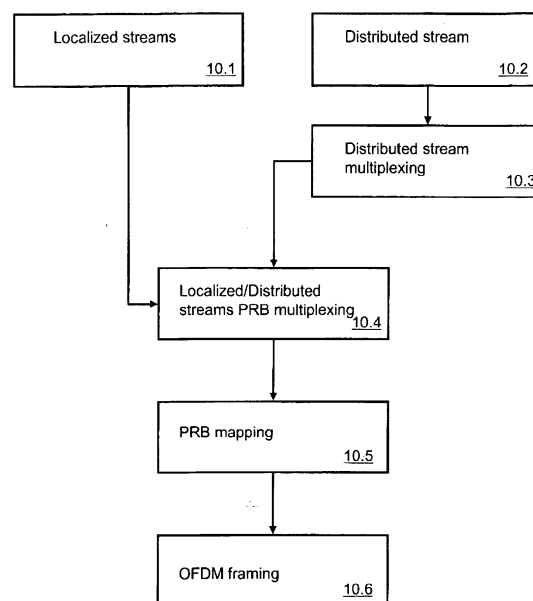 Localized streams
10.1
Distributed stream
10.2
Distributed stream
multiplexing
10.3
Localized/Distributed
streams PRB multiplexing
10.4
PRB mapping
10.5
OFDM framing
10.6